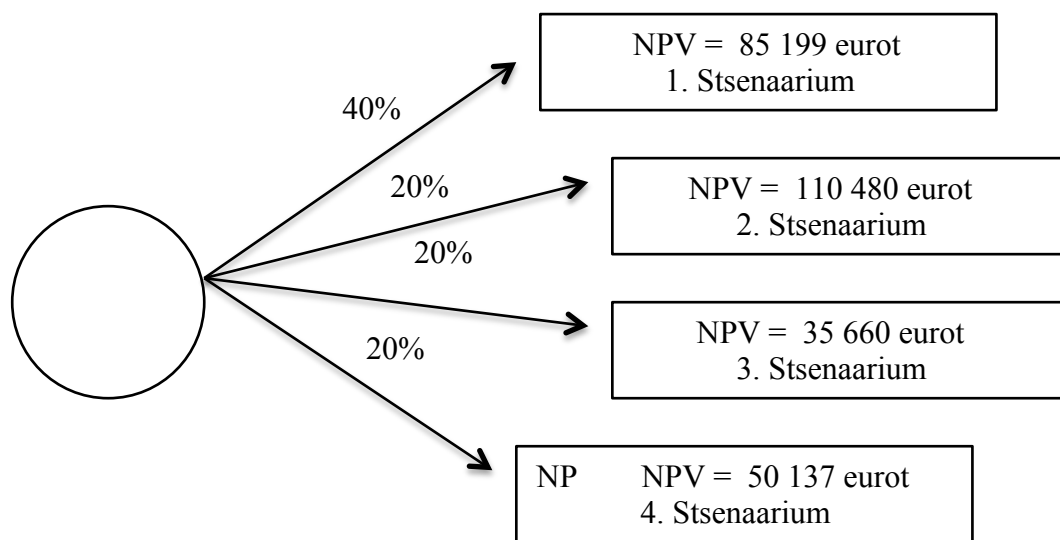 NPV = 85 199 eurot
1. Stsenaarium
40%
NPV = 110 480 eurot
2. Stsenaarium
20%
20%
NPV = 35 660 eurot
3. Stsenaarium
20%
NP NPV = 50 137 eurot
4. Stsenaarium